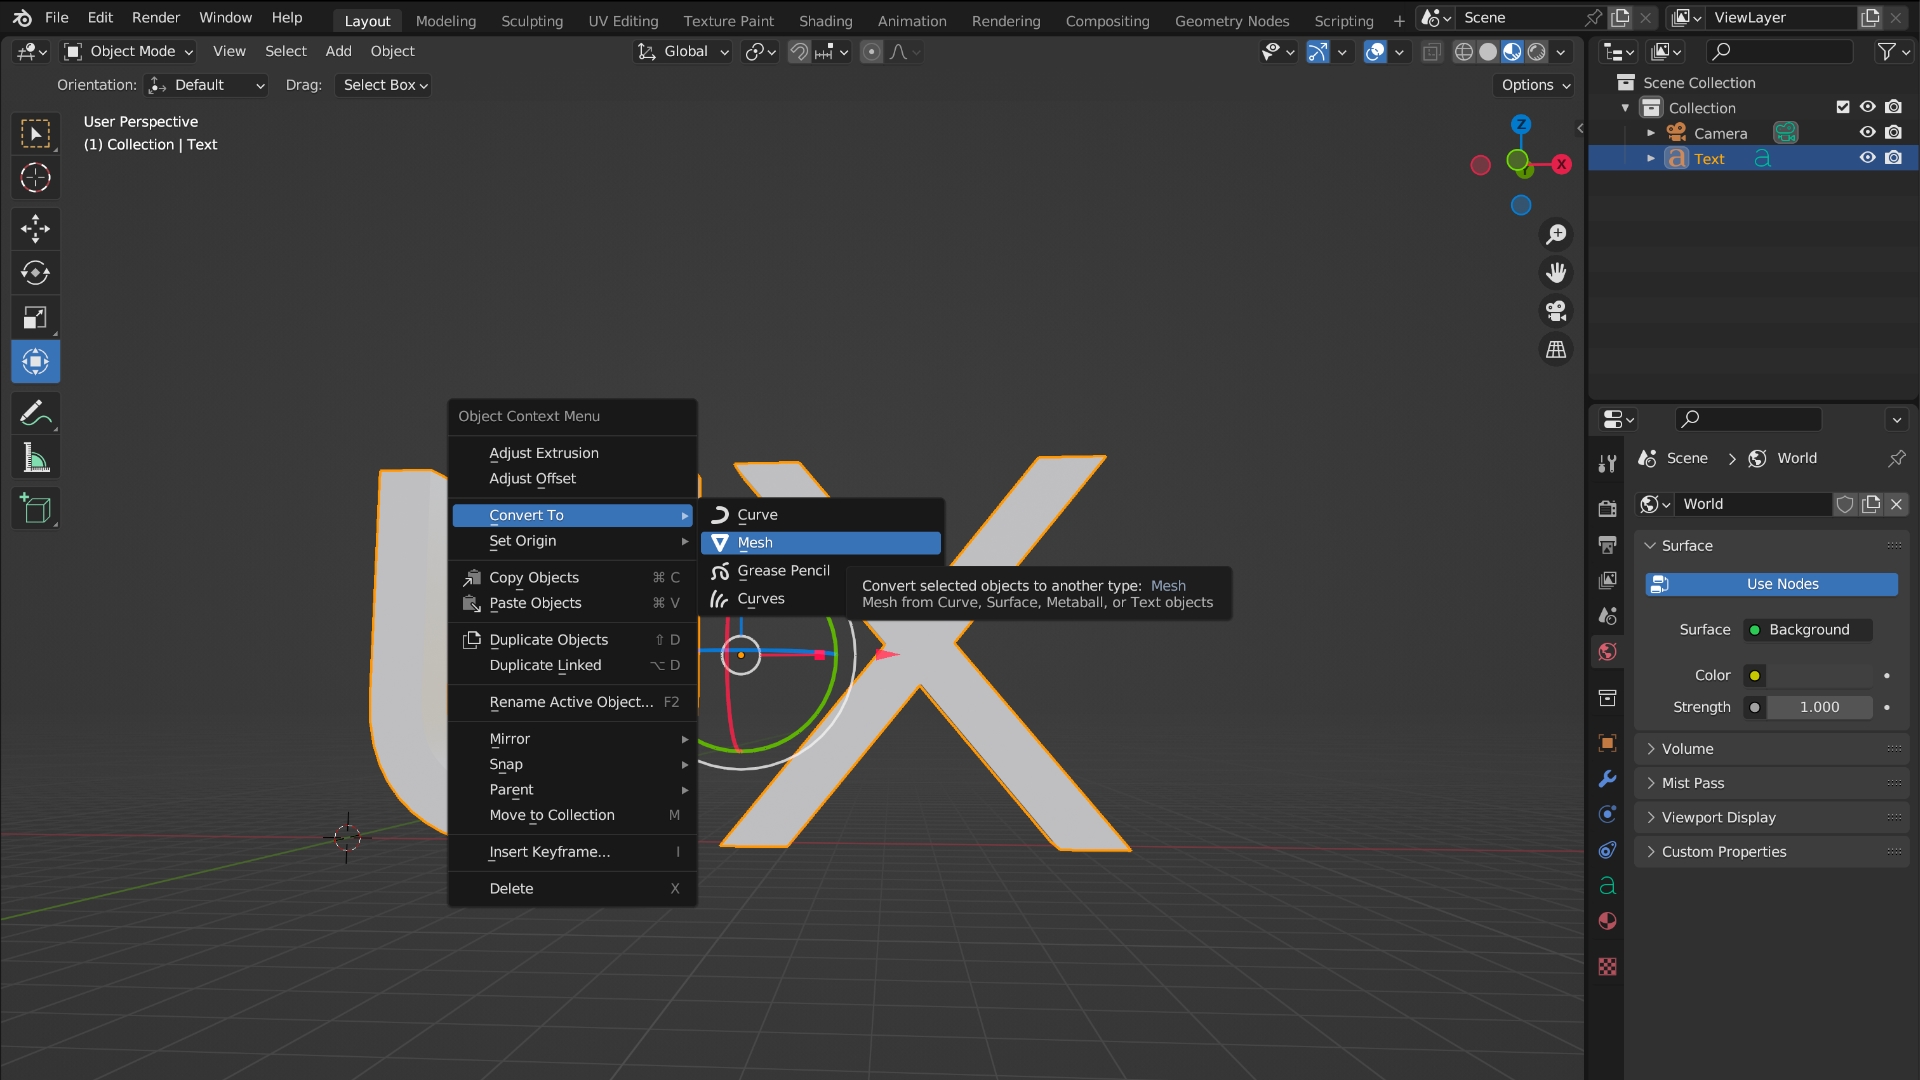 File Edit Render Window Help
Layout Modeling Sculpting UV Editing Texture Paint Shading Animation Rendering Compositing Geometry Nodes Scripting +
Scene
ViewLayer
Object Mode View Select Add Object
Global
Orientation: Default Drag: Select Box
Options
User Perspective
(1) Collection | Text
Z
X
Y
Scene Collection
Collection
Camera
Text
Object Context Menu
Adjust Extrusion
Adjust Offset
Convert To
Set Origin
Copy Objects ⌘ C
Paste Objects ⌘ V
Duplicate Objects ⇧ D
Duplicate Linked ⌥ D
Rename Active Object... F2
Mirror
Snap
Parent
Move to Collection M
Insert Keyframe... I
Delete X
Curve
Mesh
Grease Pencil
Curves
Convert selected objects to another type: Mesh
Mesh from Curve, Surface, Metaball, or Text objects
UX
Scene > World
World
Surface
Use Nodes
Surface Background
Color
Strength 1.000
Volume
Mist Pass
Viewport Display
Custom Properties